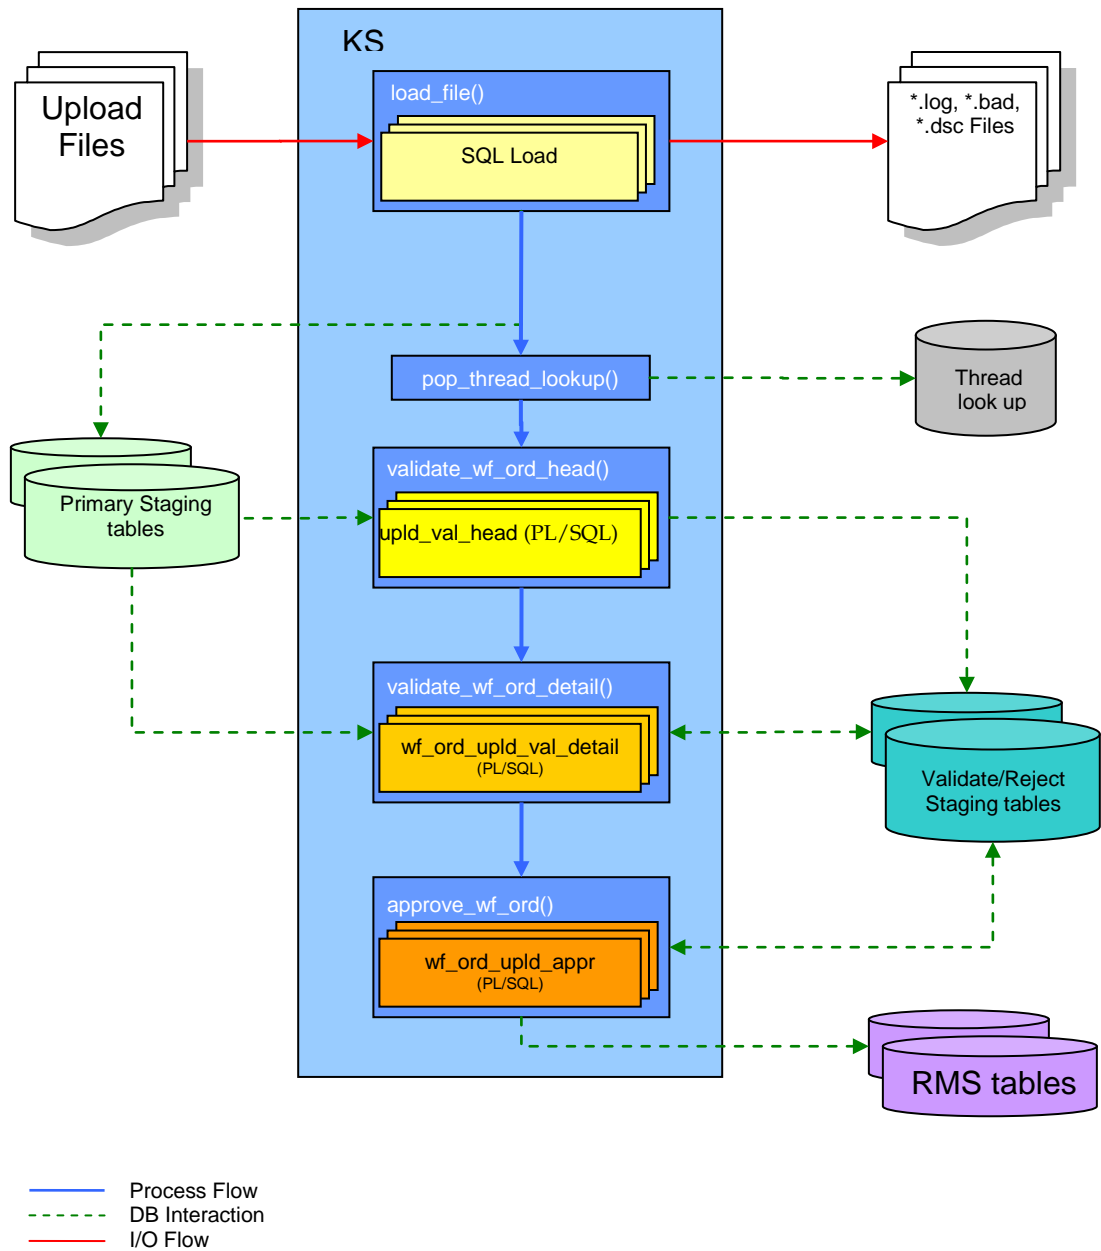 KS
Upload
Files
load_file()
SQL Load
*.log, *.bad,
*.dsc Files
pop_thread_lookup()
Thread
look up
validate_wf_ord_head()
upld_val_head (PL/SQL)
Primary Staging
tables
validate_wf_ord_detail()
wf_ord_upld_val_detail
(PL/SQL)
Validate/Reject
Staging tables
approve_wf_ord()
wf_ord_upld_appr
(PL/SQL)
RMS tables
Process Flow
DB Interaction
I/O Flow